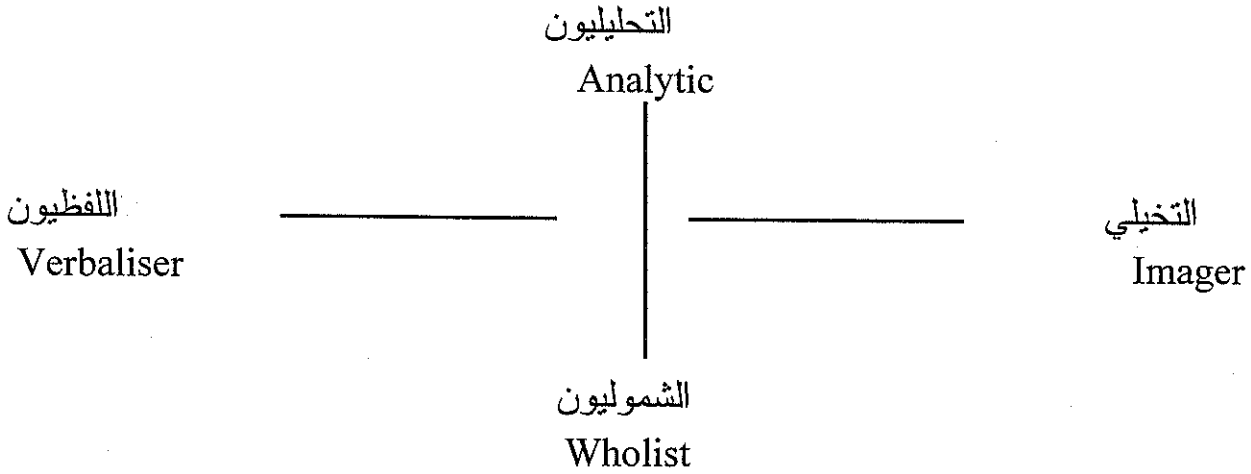 التحليليون
Analytic
اللفظيون
Verbaliser
التخيلي
Imager
الشموليون
Wholist